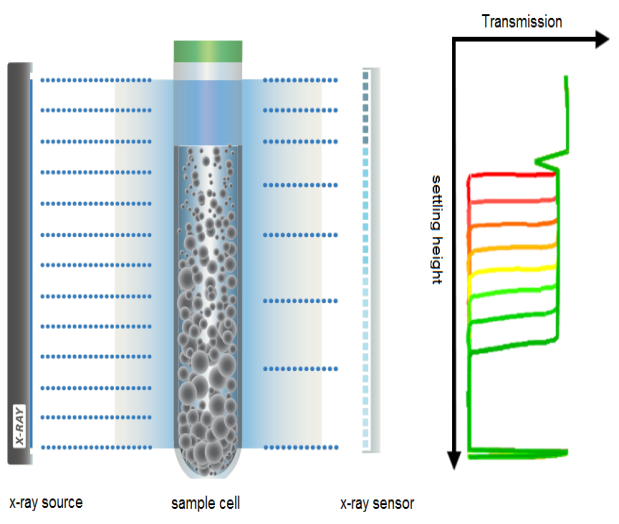 Transmission
settling height
X-RAY
x-ray source
sample cell
x-ray sensor